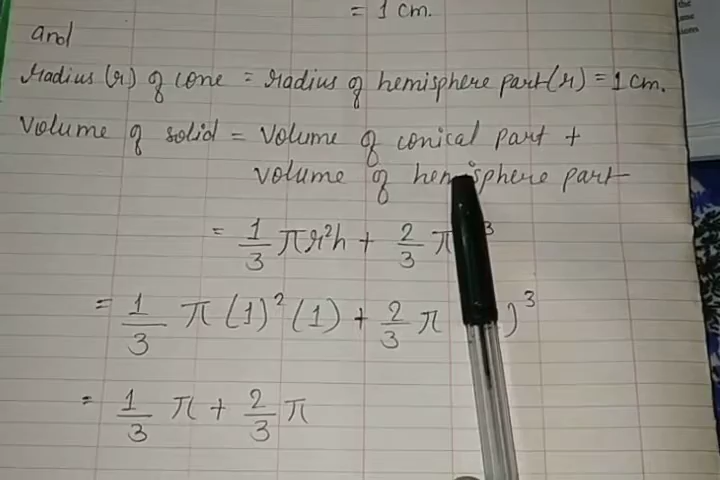 = 1 cm.
and
Radius (r) of cone = radius of hemisphere part (r) = 1 cm.
Volume of solid = Volume of conical part +
volume of hemisphere part
= 1/3 πr²h + 2/3 π 3
= 1/3 π (1)² (1) + 2/3 π )³
= 1/3 π + 2/3 π